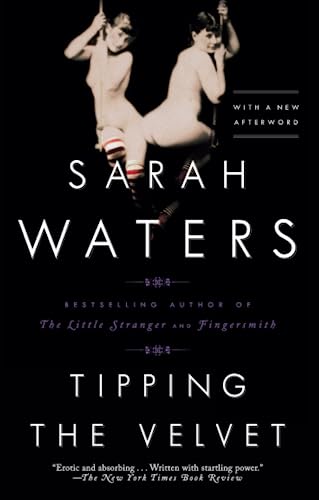 WITH A NEW
AFTERWORD
SARAH
WATERS
BESTSELLING AUTHOR OF
The Little Stranger AND Fingersmith
TIPPING
THE VELVET
"Erotic and absorbing . . . Written with startling power."
—The New York Times Book Review